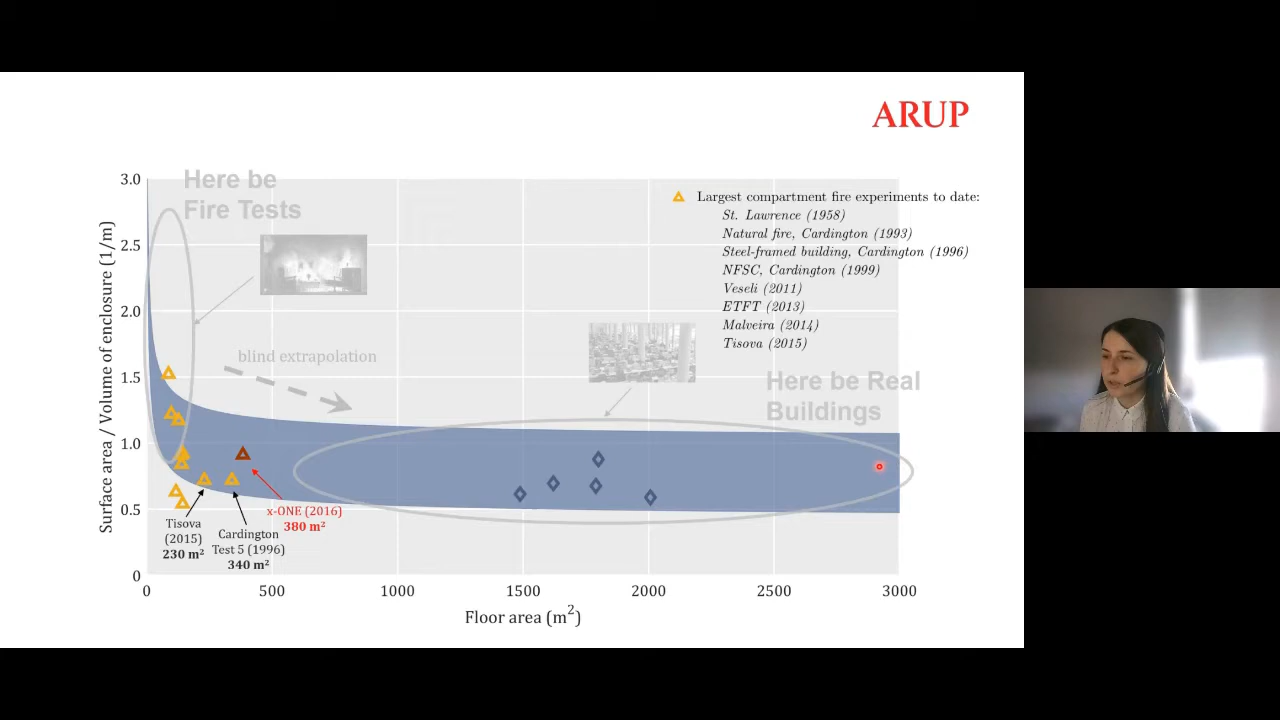 ARUP
Here be
Fire Tests
Largest compartment fire experiments to date:
St. Lawrence (1958)
Natural fire, Cardington (1993)
Steel-framed building, Cardington (1996)
NFSC, Cardington (1999)
Veseli (2011)
ETFT (2013)
Malveira (2014)
Tisova (2015)
blind extrapolation
Here be Real
Buildings
Surface area / Volume of enclosure (1/m)
3.0
2.5
2.0
1.5
1.0
0.5
0
x-ONE (2016)
380 m²
Tisova
(2015)
230 m²
Cardington
Test 5 (1996)
340 m²
0 500 1000 1500 2000 2500 3000
Floor area (m²)